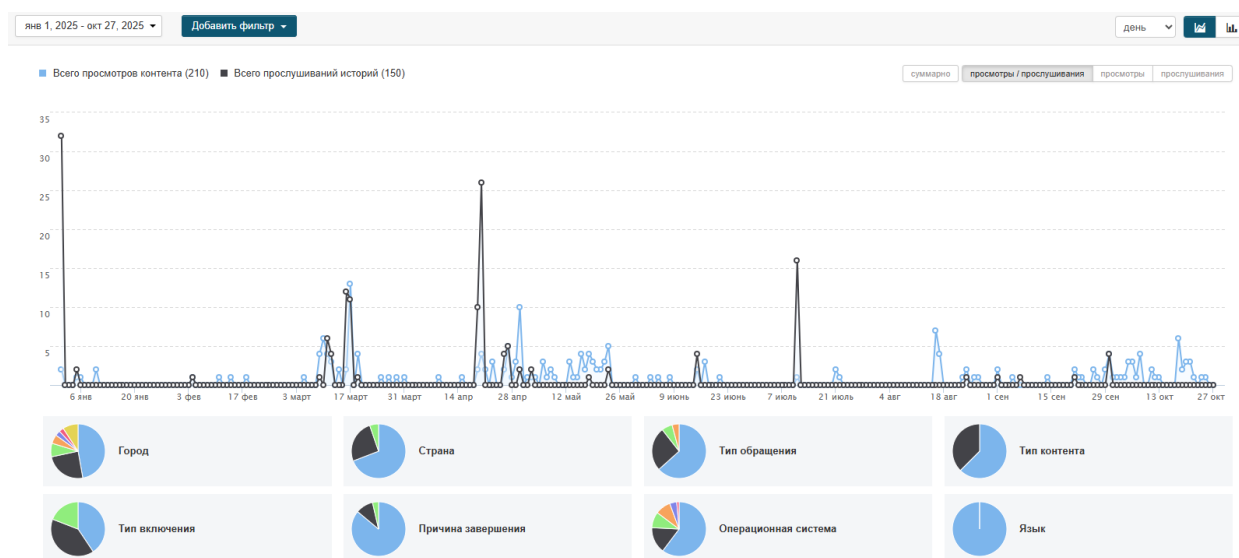 янв 1, 2025 - окт 27, 2025 Добавить фильтр день
Всего просмотров контента (210) Всего прослушиваний историй (150) суммарно просмотры / прослушивания просмотры прослушивания
35
30
25
20
15
10
5
6 янв 20 янв 3 фев 17 фев 3 март 17 март 31 март 14 апр 28 апр 12 май 26 май 9 июнь 23 июнь 7 июль 21 июль 4 авг 18 авг 1 сен 15 сен 29 сен 13 окт 27 окт
Город Страна Тип обращения Тип контента
Тип включения Причина завершения Операционная система Язык